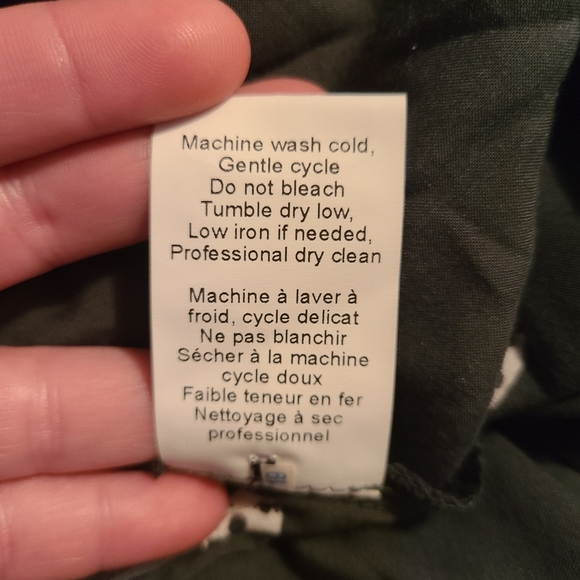 Machine wash cold,
Gentle cycle
Do not bleach
Tumble dry low,
Low iron if needed,
Professional dry clean
Machine à laver à
froid, cycle delicat
Ne pas blanchir
Sécher à la machine
cycle doux
Faible teneur en fer
Nettoyage à sec
professionnel